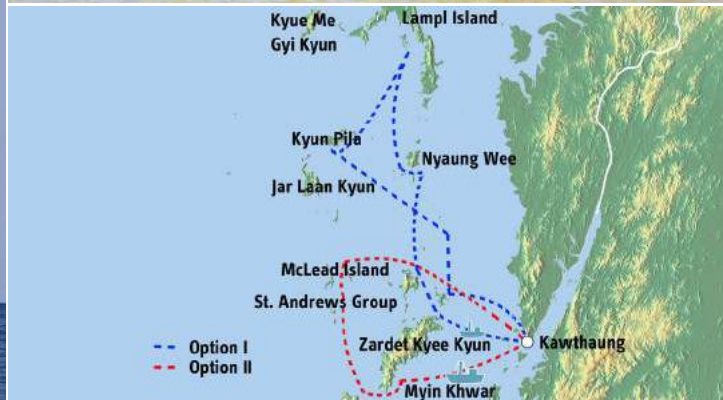 Kyue Me
Gyi Kyun
Lampl Island
Kyun Pila
Nyaung Wee
Jar Laan Kyun
McLead Island
St. Andrews Group
Option I
Option II
Zardet Kyee Kyun
Kawthaung
Myin Khwar